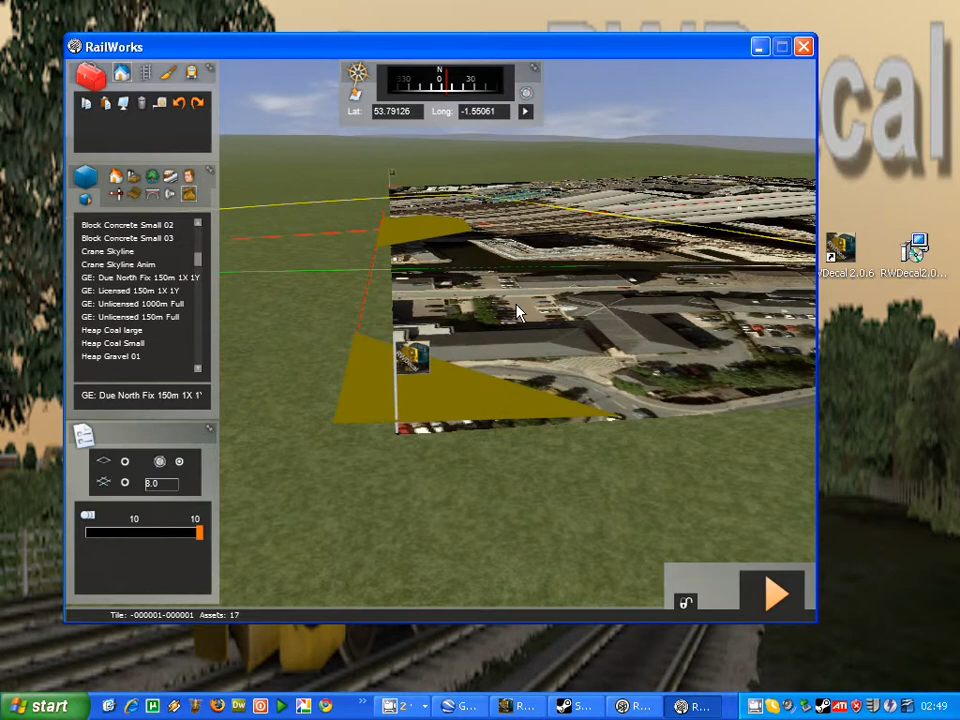 RailWorks
330
N
0
30
Lat:
53.79126
Long:
-1.55061
Block Concrete Small 02
Block Concrete Small 03
Crane Skyline
Crane Skyline Anim
GE: Due North Fix 150m 1X 1Y
GE: Licensed 150m 1X 1Y
GE: Unlicensed 1000m Full
GE: Unlicensed 150m Full
Heap Coal large
Heap Coal Small
Heap Gravel 01
GE: Due North Fix 150m 1X 1Y
8.0
10
10
Tile: -000001-000001 Assets: 17
VDecal 2.0.6
RWDecal2.0...
start
2
G...
R...
S...
R...
R...
Dw
02:49